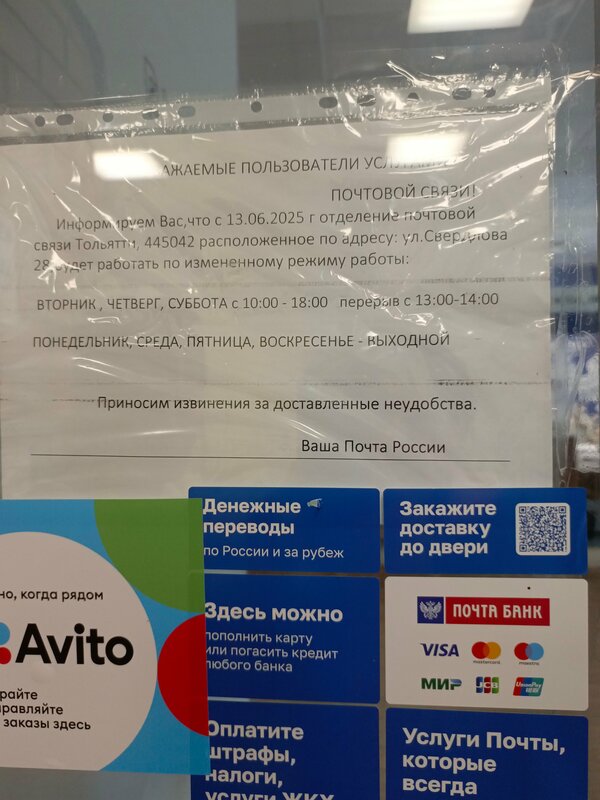 УВАЖАЕМЫЕ ПОЛЬЗОВАТЕЛИ
ПОЧТОВОЙ СВЯЗИ!
Информируем Вас,что с 13.06.2025 г отделение почтовой
связи Тольятти, 445042 расположенное по адресу: ул.Свердлова
28 будет работать по измененному режиму работы:
ВТОРНИК , ЧЕТВЕРГ, СУББОТА с 10:00 - 18:00 перерыв с 13:00-14:00
ПОНЕДЕЛЬНИК, СРЕДА, ПЯТНИЦА, ВОСКРЕСЕНЬЕ - ВЫХОДНОЙ
Приносим извинения за доставленные неудобства.
Ваша Почта России
Денежные
переводы
по России и за рубеж
Закажите
доставку
до двери
но, когда рядом
Avito
заказы здесь
Здесь можно
пополнить карту
или погасить кредит
любого банка
ПОЧТА БАНК
VISA
mastercard
maestro
МИР
JCB
UnionPay
Оплатите
штрафы,
налоги,
услуги ЖКХ
Услуги Почты,
которые
всегда